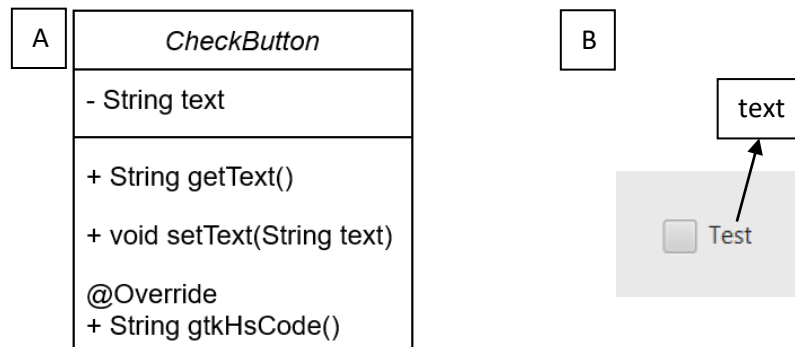 A
CheckButton
- String text
+ String getText()
+ void setText(String text)
@Override
+ String gtkHsCode()
B
text
Test